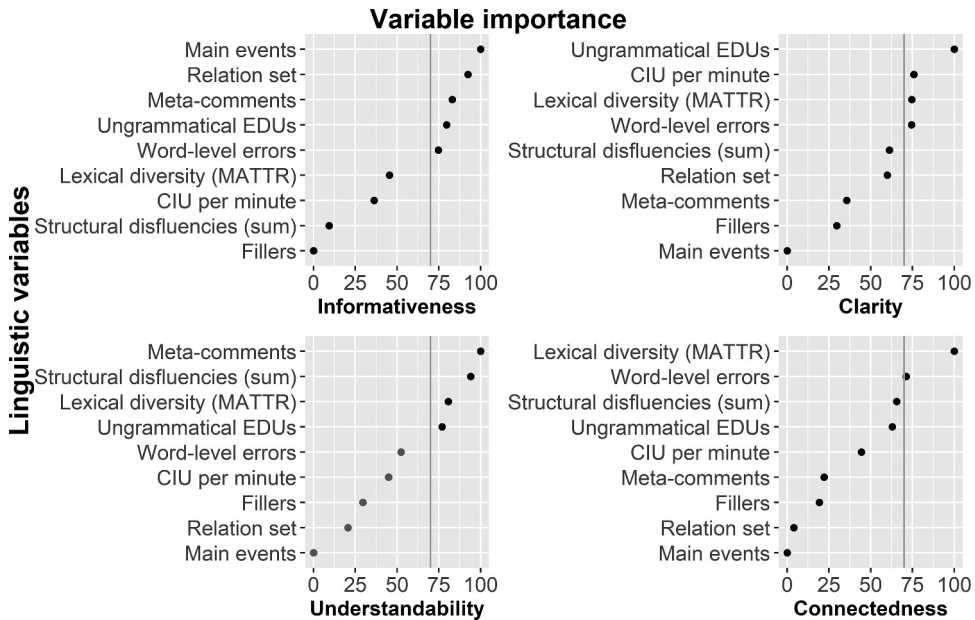 Variable importance
Linguistic variables
Main events
Relation set
Meta-comments
Ungrammatical EDUs
Word-level errors
Lexical diversity (MATTR)
CIU per minute
Structural disfluencies (sum)
Fillers
0 25 50 75 100
Informativeness
Ungrammatical EDUs
CIU per minute
Lexical diversity (MATTR)
Word-level errors
Structural disfluencies (sum)
Relation set
Meta-comments
Fillers
Main events
0 25 50 75 100
Clarity
Meta-comments
Structural disfluencies (sum)
Lexical diversity (MATTR)
Ungrammatical EDUs
Word-level errors
CIU per minute
Fillers
Relation set
Main events
0 25 50 75 100
Understandability
Lexical diversity (MATTR)
Word-level errors
Structural disfluencies (sum)
Ungrammatical EDUs
CIU per minute
Meta-comments
Fillers
Relation set
Main events
0 25 50 75 100
Connectedness